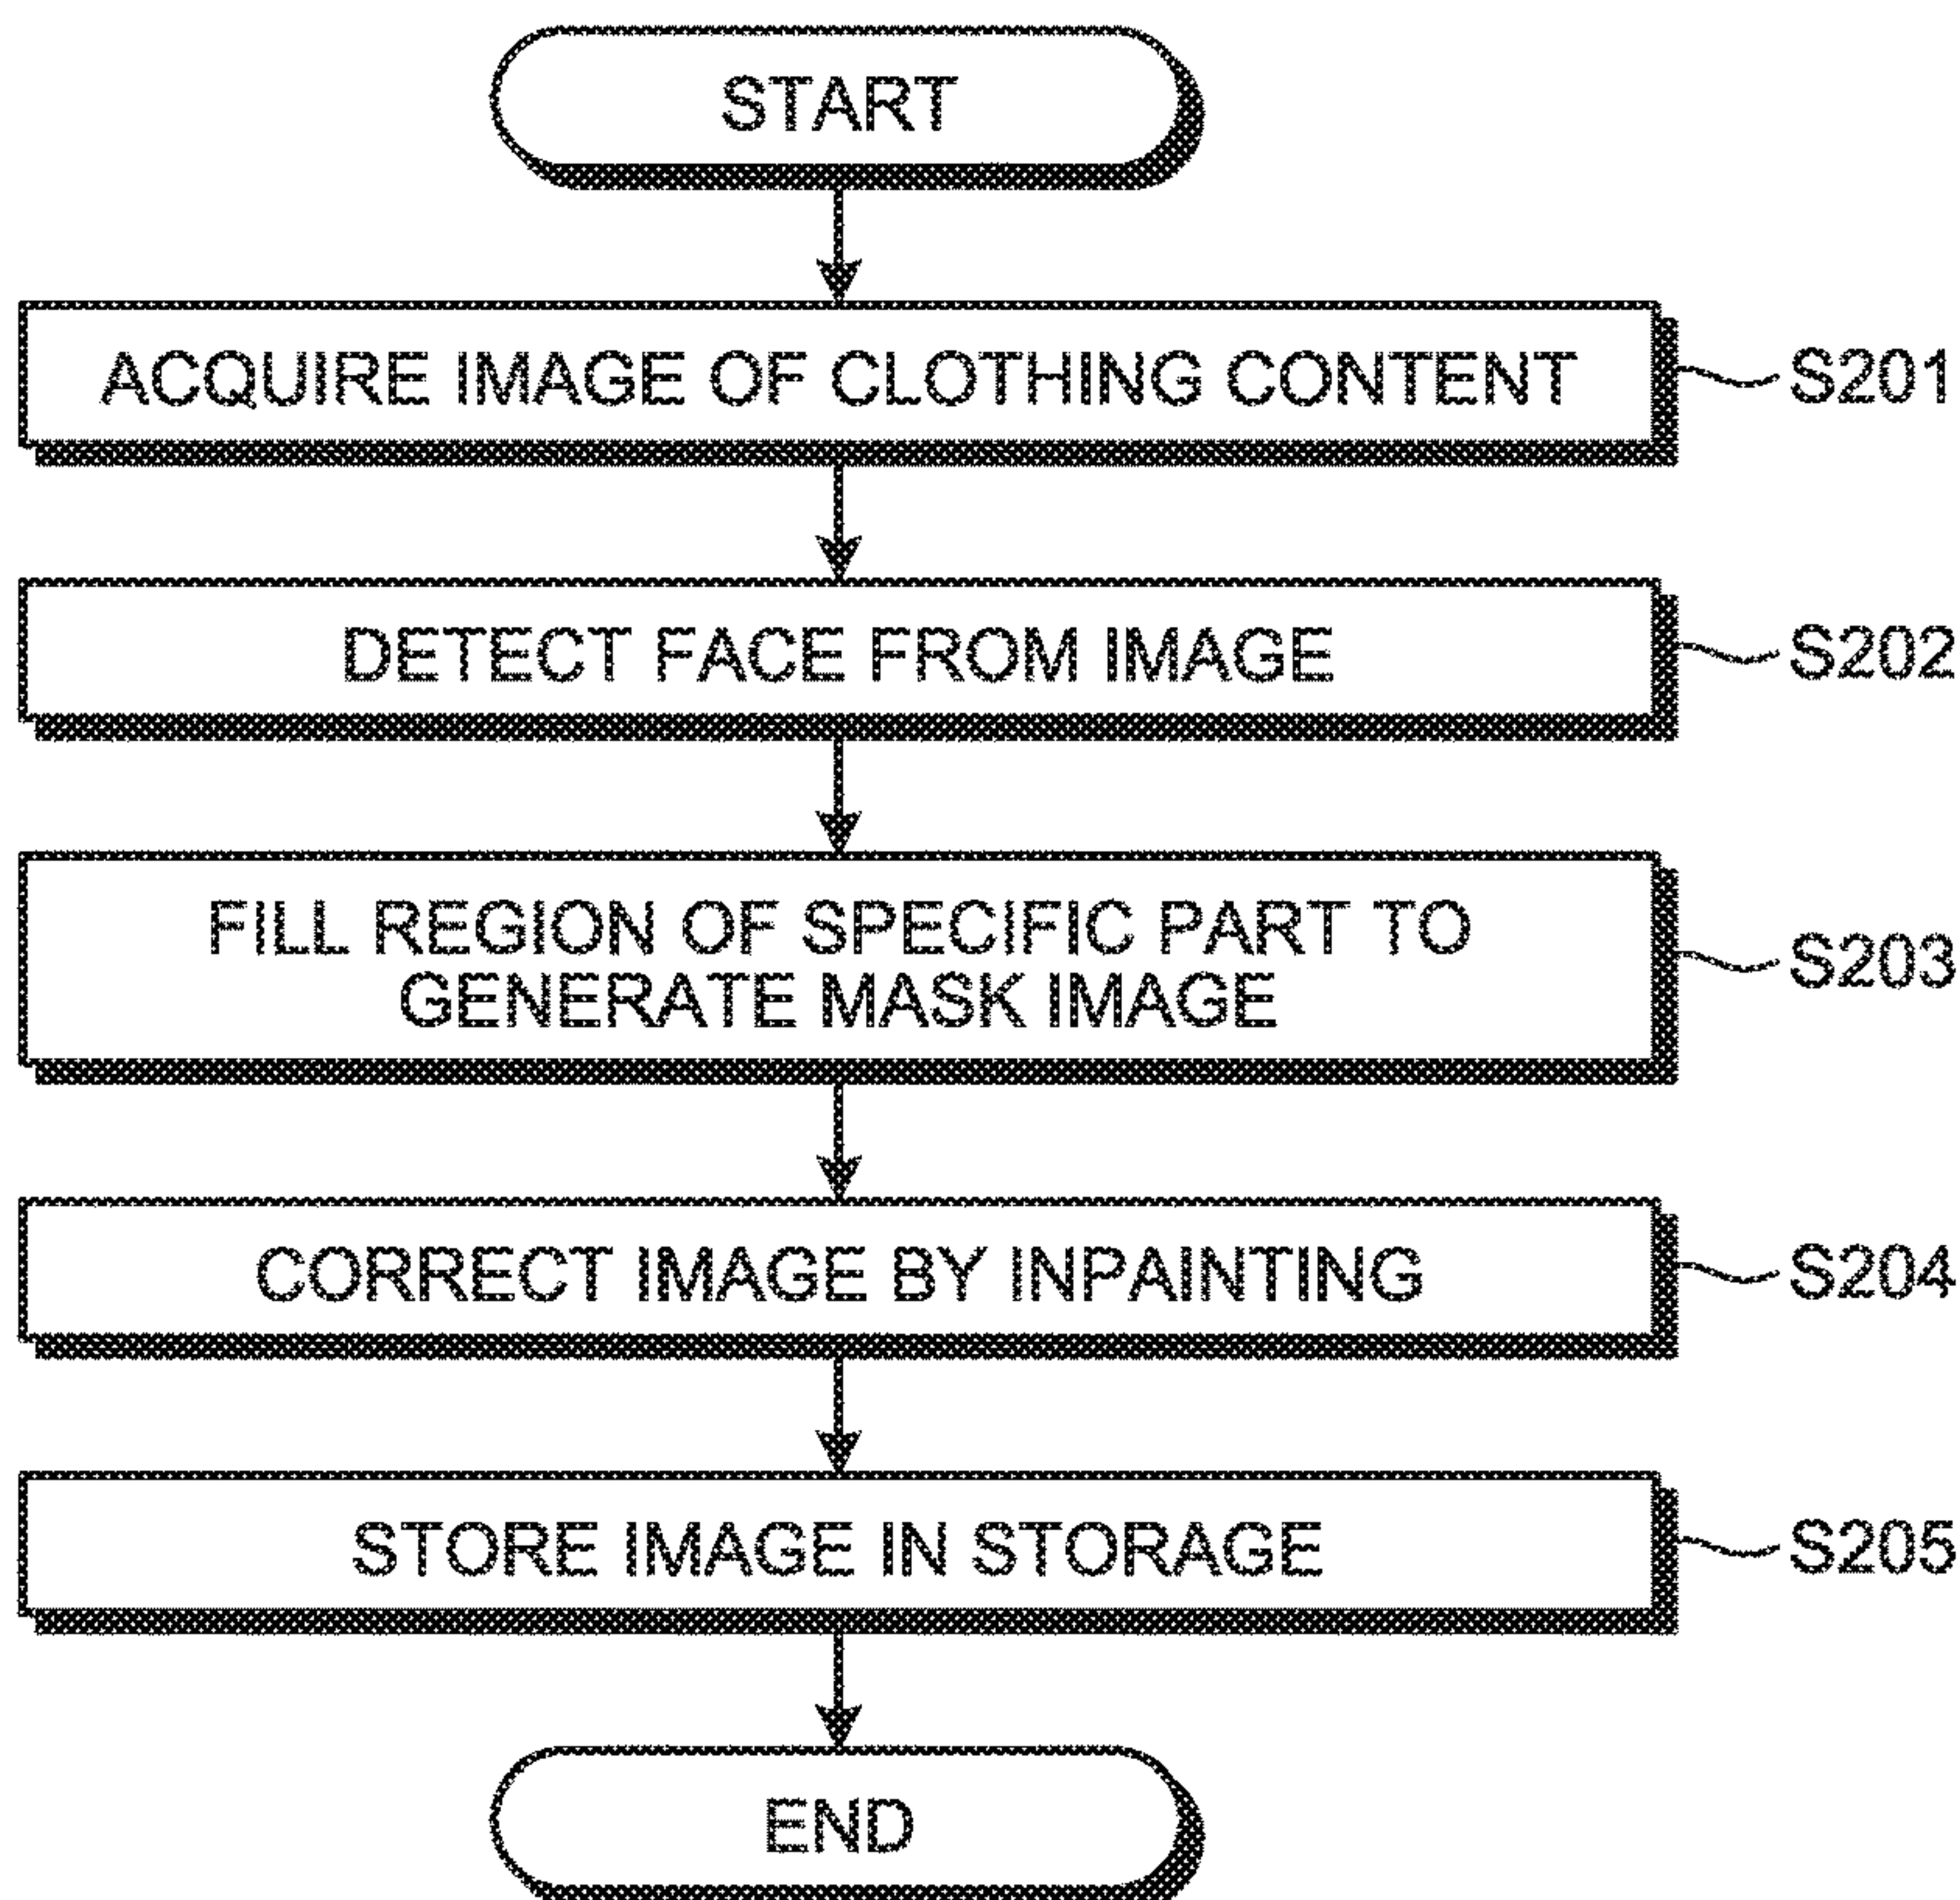 START
ACQUIRE IMAGE OF CLOTHING CONTENT
S201
DETECT FACE FROM IMAGE
S202
FILL REGION OF SPECIFIC PART TO
GENERATE MASK IMAGE
S203
CORRECT IMAGE BY INPAINTING
S204
STORE IMAGE IN STORAGE
S205
END